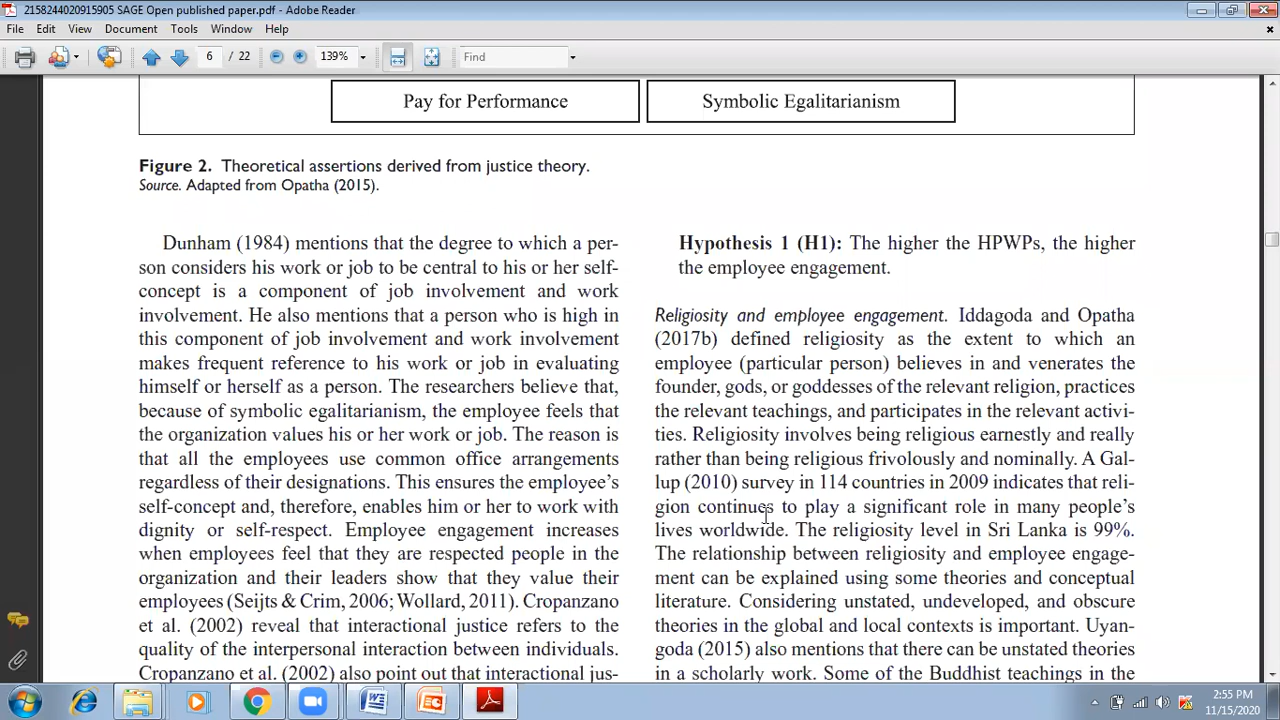 2158244020915905 SAGE Open published paper.pdf - Adobe Reader
File Edit View Document Tools Window Help
6 / 22 139% Find
Pay for Performance
Symbolic Egalitarianism
Figure 2. Theoretical assertions derived from justice theory.
Source. Adapted from Opatha (2015).
Dunham (1984) mentions that the degree to which a per-
son considers his work or job to be central to his or her self-
concept is a component of job involvement and work
involvement. He also mentions that a person who is high in
this component of job involvement and work involvement
makes frequent reference to his work or job in evaluating
himself or herself as a person. The researchers believe that,
because of symbolic egalitarianism, the employee feels that
the organization values his or her work or job. The reason is
that all the employees use common office arrangements
regardless of their designations. This ensures the employee's
self-concept and, therefore, enables him or her to work with
dignity or self-respect. Employee engagement increases
when employees feel that they are respected people in the
organization and their leaders show that they value their
employees (Seijts & Crim, 2006; Wollard, 2011). Cropanzano
et al. (2002) reveal that interactional justice refers to the
quality of the interpersonal interaction between individuals.
Cropanzano et al. (2002) also point out that interactional jus-
Hypothesis 1 (H1): The higher the HPWPs, the higher
the employee engagement.
Religiosity and employee engagement. Iddagoda and Opatha
(2017b) defined religiosity as the extent to which an
employee (particular person) believes in and venerates the
founder, gods, or goddesses of the relevant religion, practices
the relevant teachings, and participates in the relevant activi-
ties. Religiosity involves being religious earnestly and really
rather than being religious frivolously and nominally. A Gal-
lup (2010) survey in 114 countries in 2009 indicates that reli-
gion continues to play a significant role in many people's
lives worldwide. The religiosity level in Sri Lanka is 99%.
The relationship between religiosity and employee engage-
ment can be explained using some theories and conceptual
literature. Considering unstated, undeveloped, and obscure
theories in the global and local contexts is important. Uyan-
goda (2015) also mentions that there can be unstated theories
in a scholarly work. Some of the Buddhist teachings in the
2:55 PM
11/15/2020